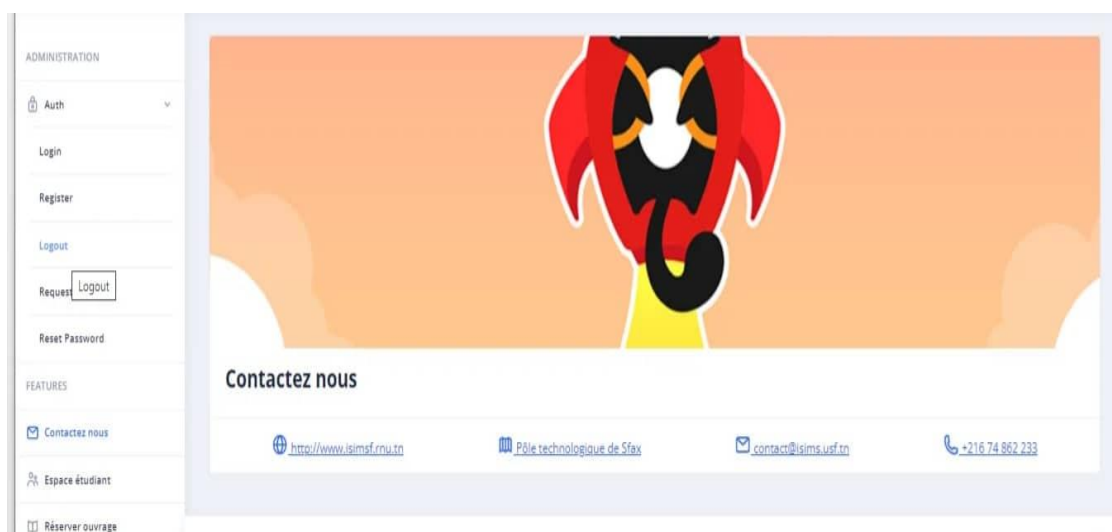 ADMINISTRATION
Auth
Login
Register
Logout
Request
Logout
Reset Password
FEATURES
Contactez nous
Espace étudiant
Réserver ouvrage
Contactez nous
http://www.isimsf.rnu.tn
Pôle technologique de Sfax
contact@isims.usf.tn
+216 74 862 233